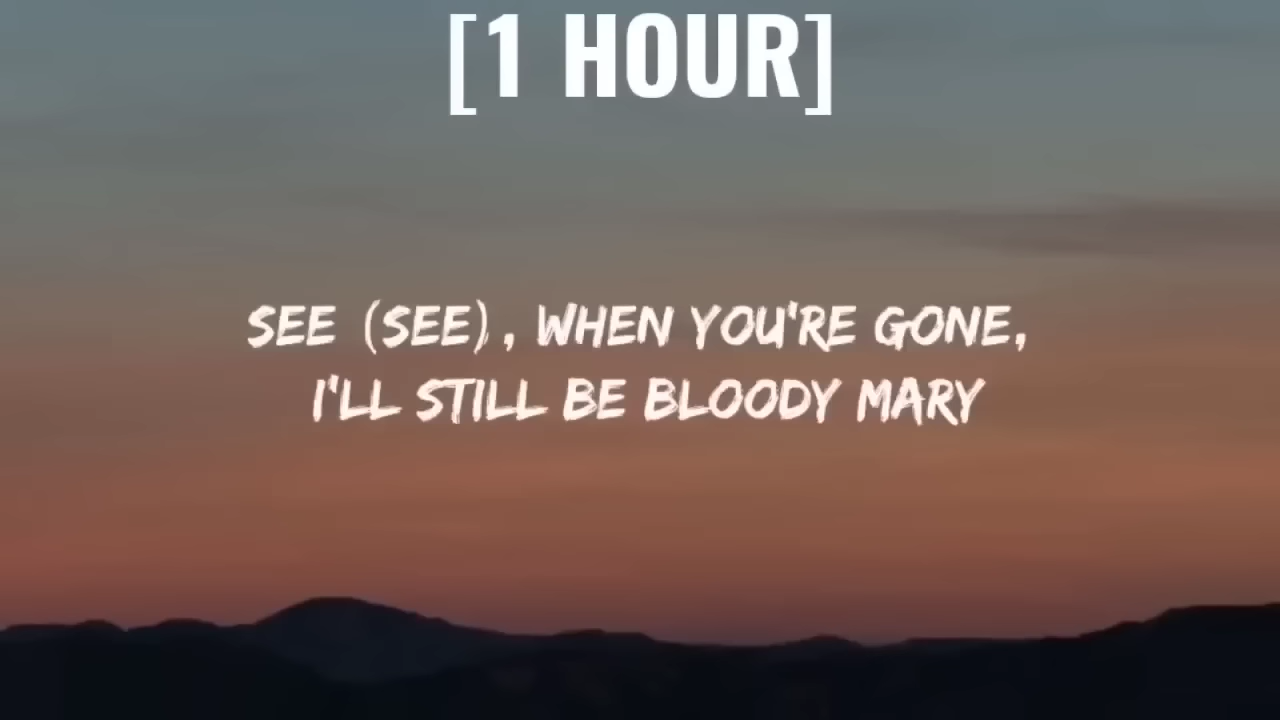 [1 HOUR]
SEE (SEE), WHEN YOU'RE GONE,
I'LL STILL BE BLOODY MARY